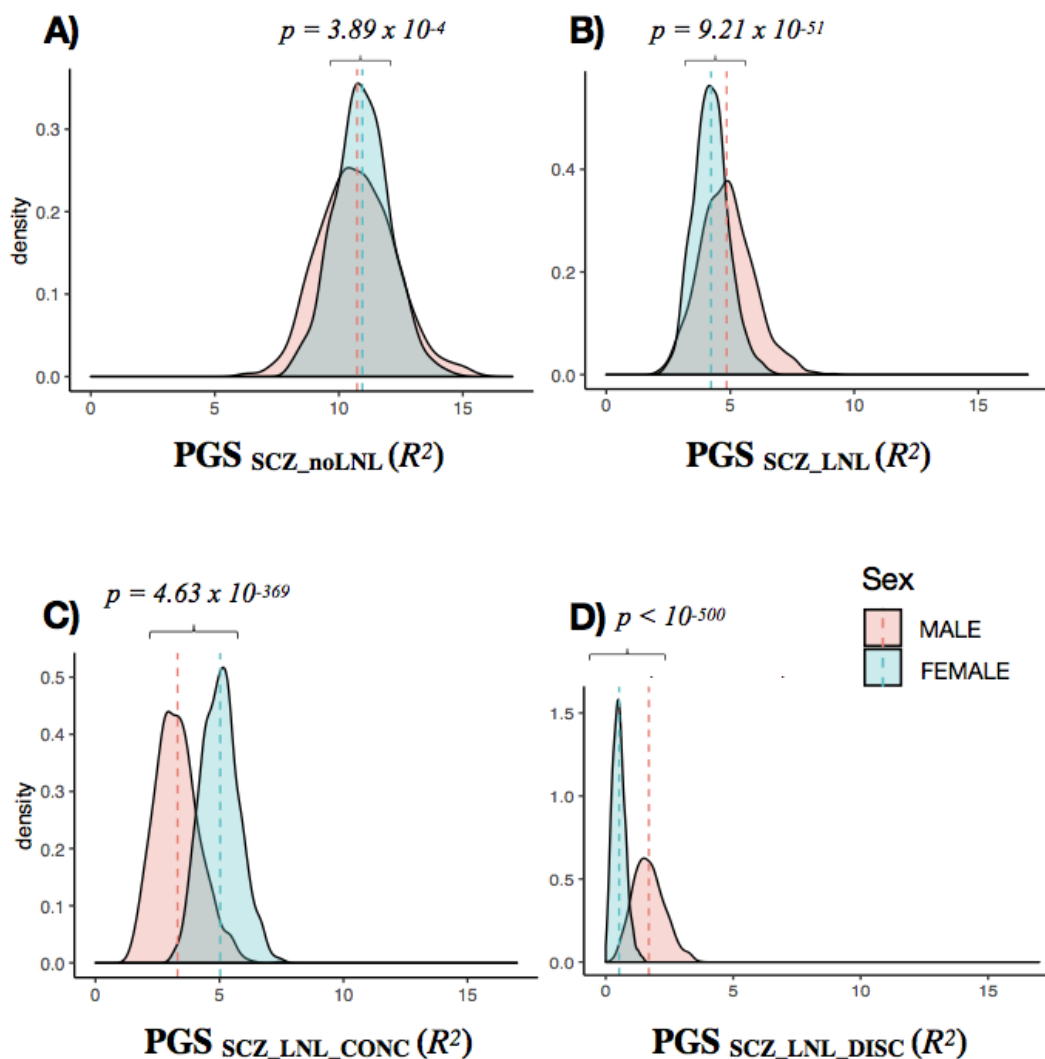 A)
p = 3.89 x 10-4
density
0.3
0.2
0.1
0.0
0 5 10 15
PGS SCZ_noLNL (R2)
B)
p = 9.21 x 10-51
0.4
0.2
0.0
0 5 10 15
PGS SCZ_LNL (R2)
C)
p = 4.63 x 10-369
density
0.5
0.4
0.3
0.2
0.1
0.0
0 5 10 15
PGS SCZ_LNL_CONC (R2)
D)
p < 10-500
Sex
MALE
FEMALE
1.5
1.0
0.5
0.0
0 5 10 15
PGS SCZ_LNL_DISC (R2)